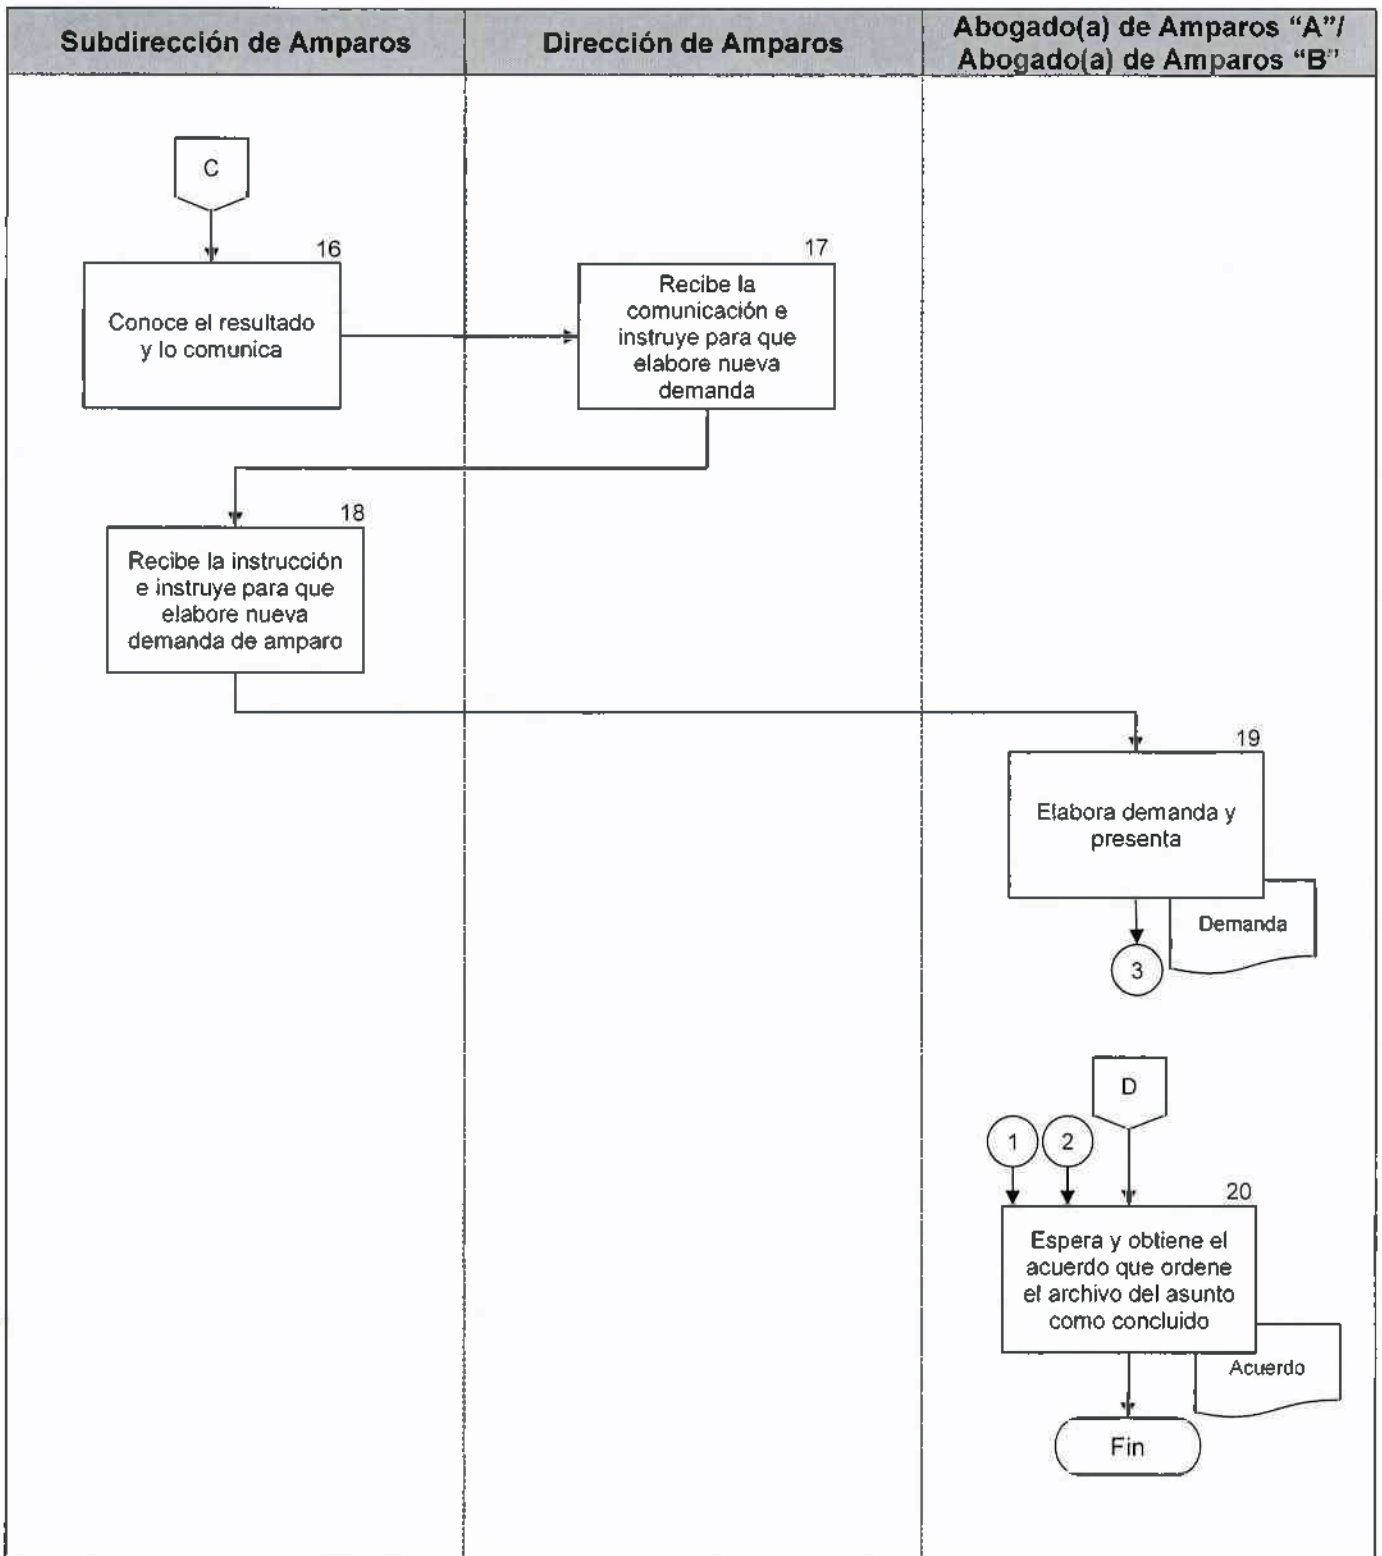 Subdirección de Amparos
Dirección de Amparos
Abogado(a) de Amparos “A”/
Abogado(a) de Amparos “B”
C
16
Conoce el resultado
y lo comunica
17
Recibe la
comunicación e
instruye para que
elabore nueva
demanda
18
Recibe la instrucción
e instruye para que
elabore nueva
demanda de amparo
19
Elabora demanda y
presenta
Demanda
3
D
1
2
20
Espera y obtiene el
acuerdo que ordene
el archivo del asunto
como concluido
Acuerdo
Fin